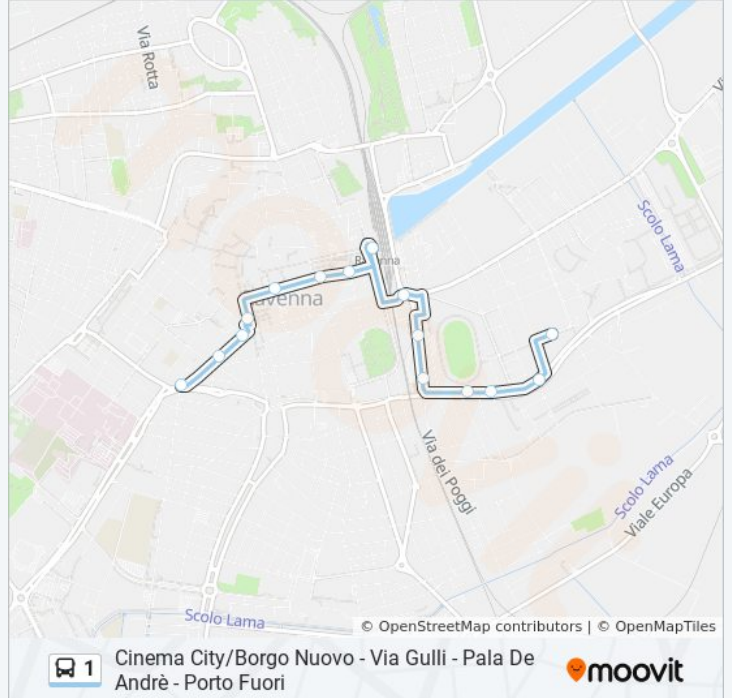 Via Rotta
Scolo Lama
Ravenna
Ravenna
Via dei Poggi
Scolo Lama
Viale Europa
Scolo Lama
© OpenStreetMap contributors | © OpenMapTiles
1
Cinema City/Borgo Nuovo - Via Gulli - Pala De
Andrè - Porto Fuori
moovit